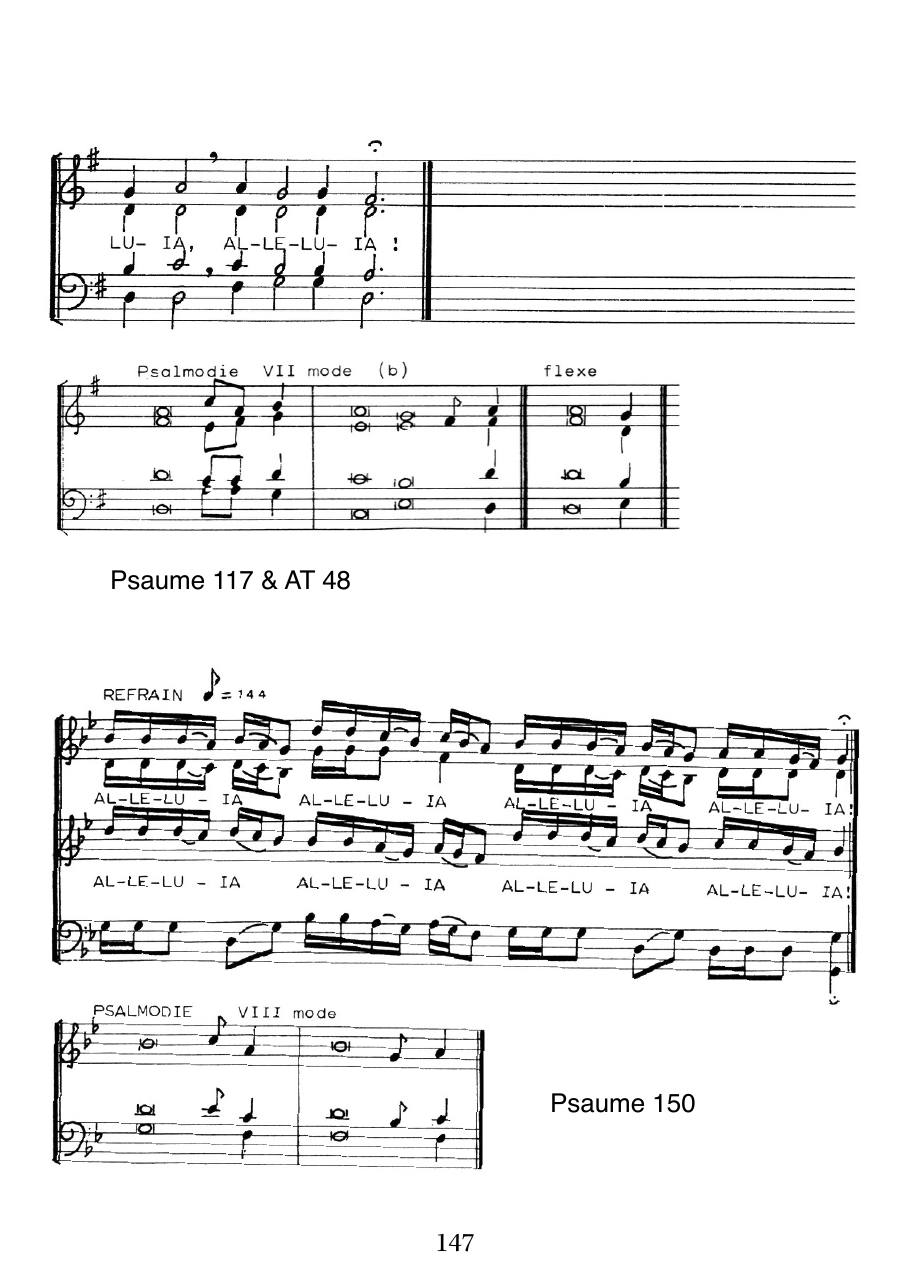 LU- IA, AL-LE-LU- IA !
Psalmodie VII mode (b) flexe
Psaume 117 & AT 48
REFRAIN = 144
AL-LE-LU - IA AL-LE-LU - IA AL-LE-LU - IA AL-LE-LU-IA!
AL-LE-LU - IA AL-LE-LU - IA AL-LE-LU - IA AL-LE-LU-IA!
PSALMODIE VIII mode
Psaume 150
147